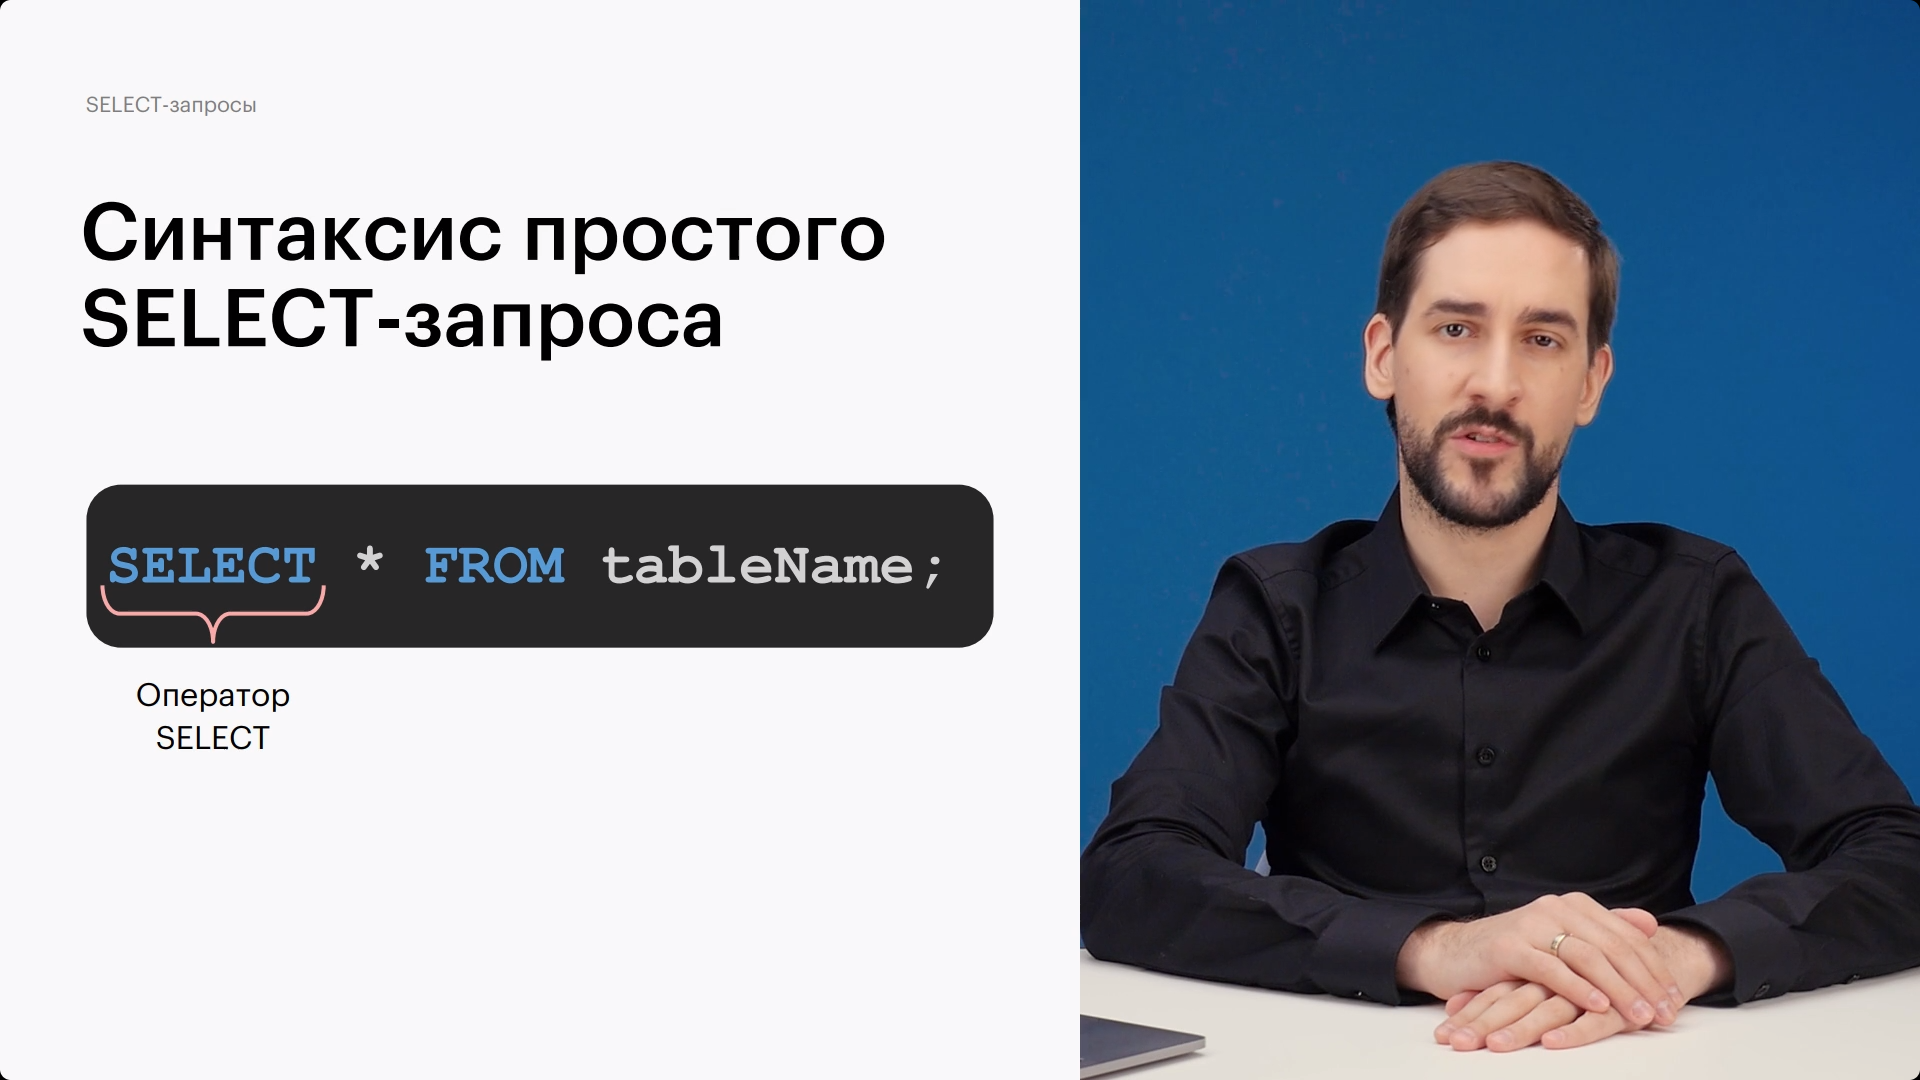 SELECT-запросы
Синтаксис простого
SELECT-запроса
SELECT * FROM tableName;
Оператор
SELECT